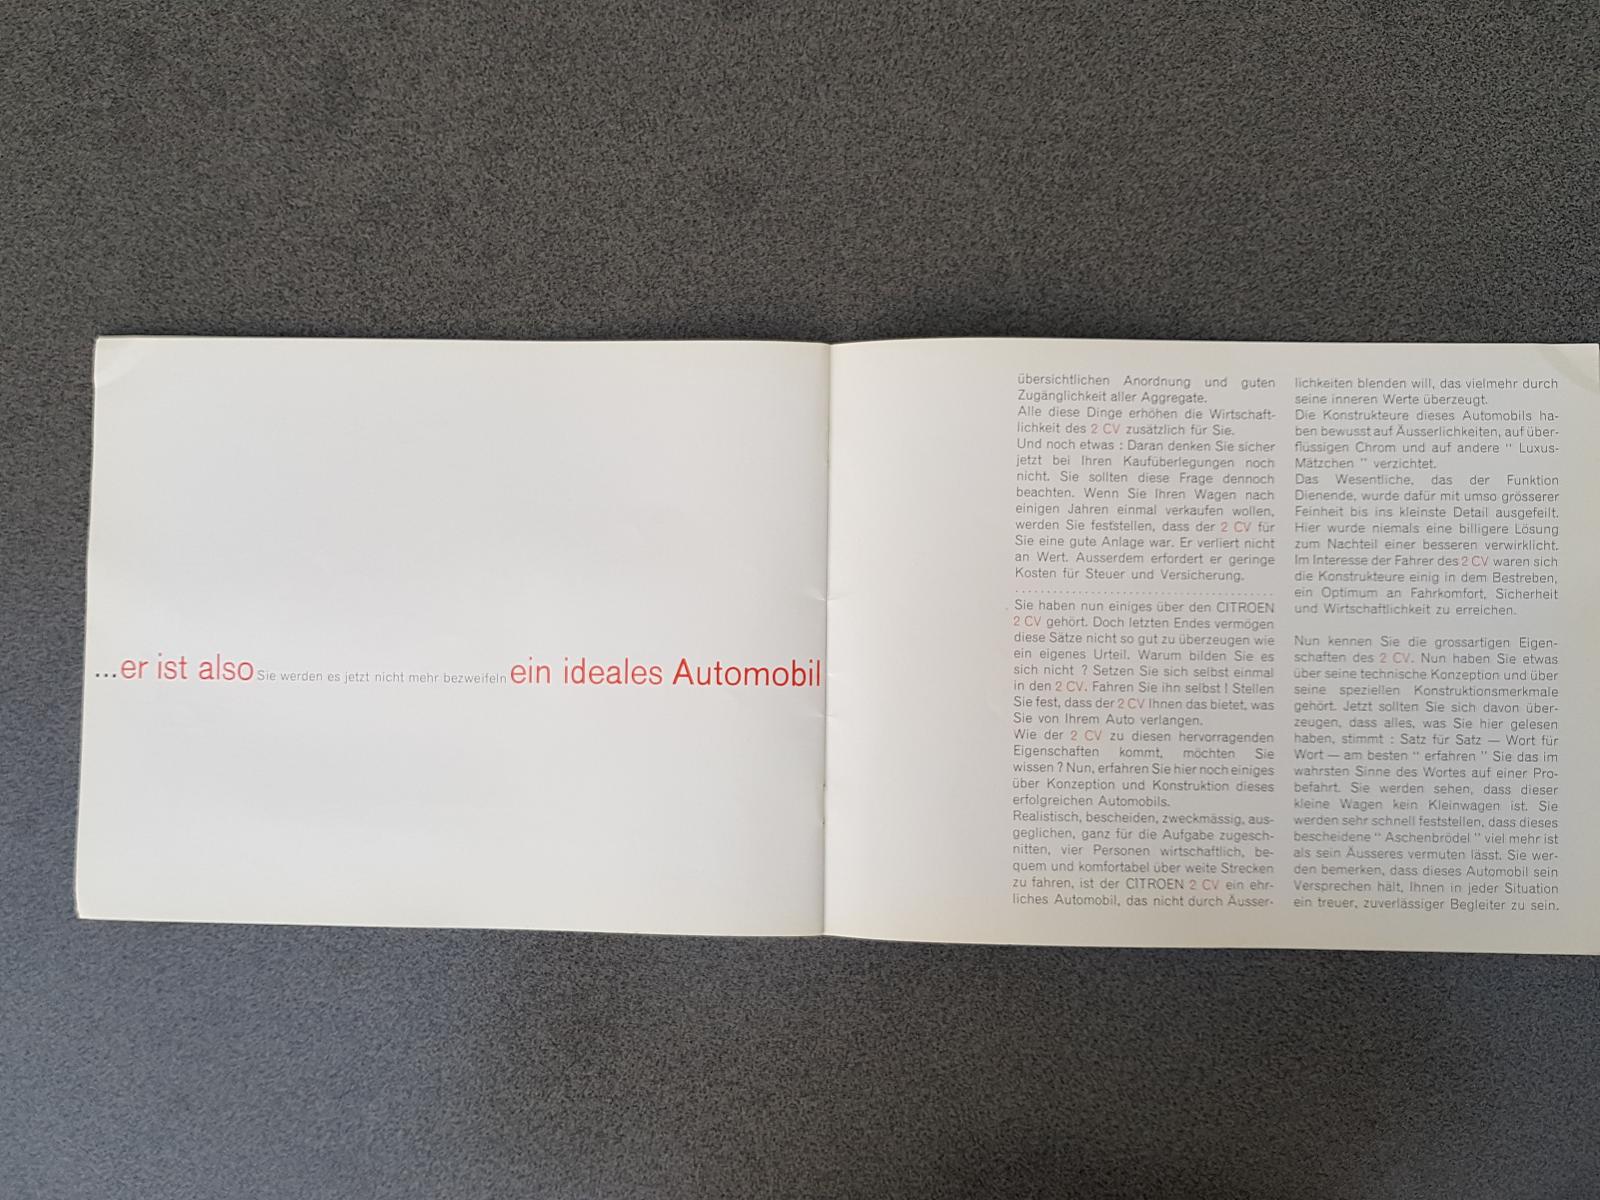 ...er ist also Sie werden es jetzt nicht mehr bezweifeln ein ideales Automobil
übersichtlichen Anordnung und guten
Zugänglichkeit aller Aggregate.
Alle diese Dinge erhöhen die Wirtschaft-
lichkeit des 2 CV zusätzlich für Sie.
Und noch etwas : Daran denken Sie sicher
jetzt bei Ihren Kaufüberlegungen noch
nicht. Sie sollten diese Frage dennoch
beachten. Wenn Sie Ihren Wagen nach
einigen Jahren einmal verkaufen wollen,
werden Sie feststellen, dass der 2 CV für
Sie eine gute Anlage war. Er verliert nicht
an Wert. Ausserdem erfordert er geringe
Kosten für Steuer und Versicherung.
Sie haben nun einiges über den CITROEN
2 CV gehört. Doch letzten Endes vermögen
diese Sätze nicht so gut zu überzeugen wie
ein eigenes Urteil. Warum bilden Sie es
sich nicht ? Setzen Sie sich selbst einmal
in den 2 CV. Fahren Sie ihn selbst ! Stellen
Sie fest, dass der 2 CV Ihnen das bietet, was
Sie von Ihrem Auto verlangen.
Wie der 2 CV zu diesen hervorragenden
Eigenschaften kommt, möchten Sie
wissen ? Nun, erfahren Sie hier noch einiges
über Konzeption und Konstruktion dieses
erfolgreichen Automobils.
Realistisch, bescheiden, zweckmässig, aus-
geglichen, ganz für die Aufgabe zugesch-
nitten, vier Personen wirtschaftlich, be-
quem und komfortabel über weite Strecken
zu fahren, ist der CITROEN 2 CV ein ehr-
liches Automobil, das nicht durch Äusser-
lichkeiten blenden will, das vielmehr durch
seine inneren Werte überzeugt.
Die Konstrukteure dieses Automobils ha-
ben bewusst auf Äusserlichkeiten, auf über-
flüssigen Chrom und auf andere " Luxus-
Mätzchen " verzichtet.
Das Wesentliche, das der Funktion
Dienende, wurde dafür mit umso grösserer
Feinheit bis ins kleinste Detail ausgefeilt.
Hier wurde niemals eine billigere Lösung
zum Nachteil einer besseren verwirklicht.
Im Interesse der Fahrer des 2 CV waren sich
die Konstrukteure einig in dem Bestreben,
ein Optimum an Fahrkomfort, Sicherheit
und Wirtschaftlichkeit zu erreichen.
Nun kennen Sie die grossartigen Eigen-
schaften des 2 CV. Nun haben Sie etwas
über seine technische Konzeption und über
seine speziellen Konstruktionsmerkmale
gehört. Jetzt sollten Sie sich davon über-
zeugen, dass alles, was Sie hier gelesen
haben, stimmt : Satz für Satz — Wort für
Wort — am besten " erfahren " Sie das im
wahrsten Sinne des Wortes auf einer Pro-
befahrt. Sie werden sehen, dass dieser
kleine Wagen kein Kleinwagen ist. Sie
werden sehr schnell feststellen, dass dieses
bescheidene " Aschenbrödel " viel mehr ist
als sein Äusseres vermuten lässt. Sie wer-
den bemerken, dass dieses Automobil sein
Versprechen hält, Ihnen in jeder Situation
ein treuer, zuverlässiger Begleiter zu sein.